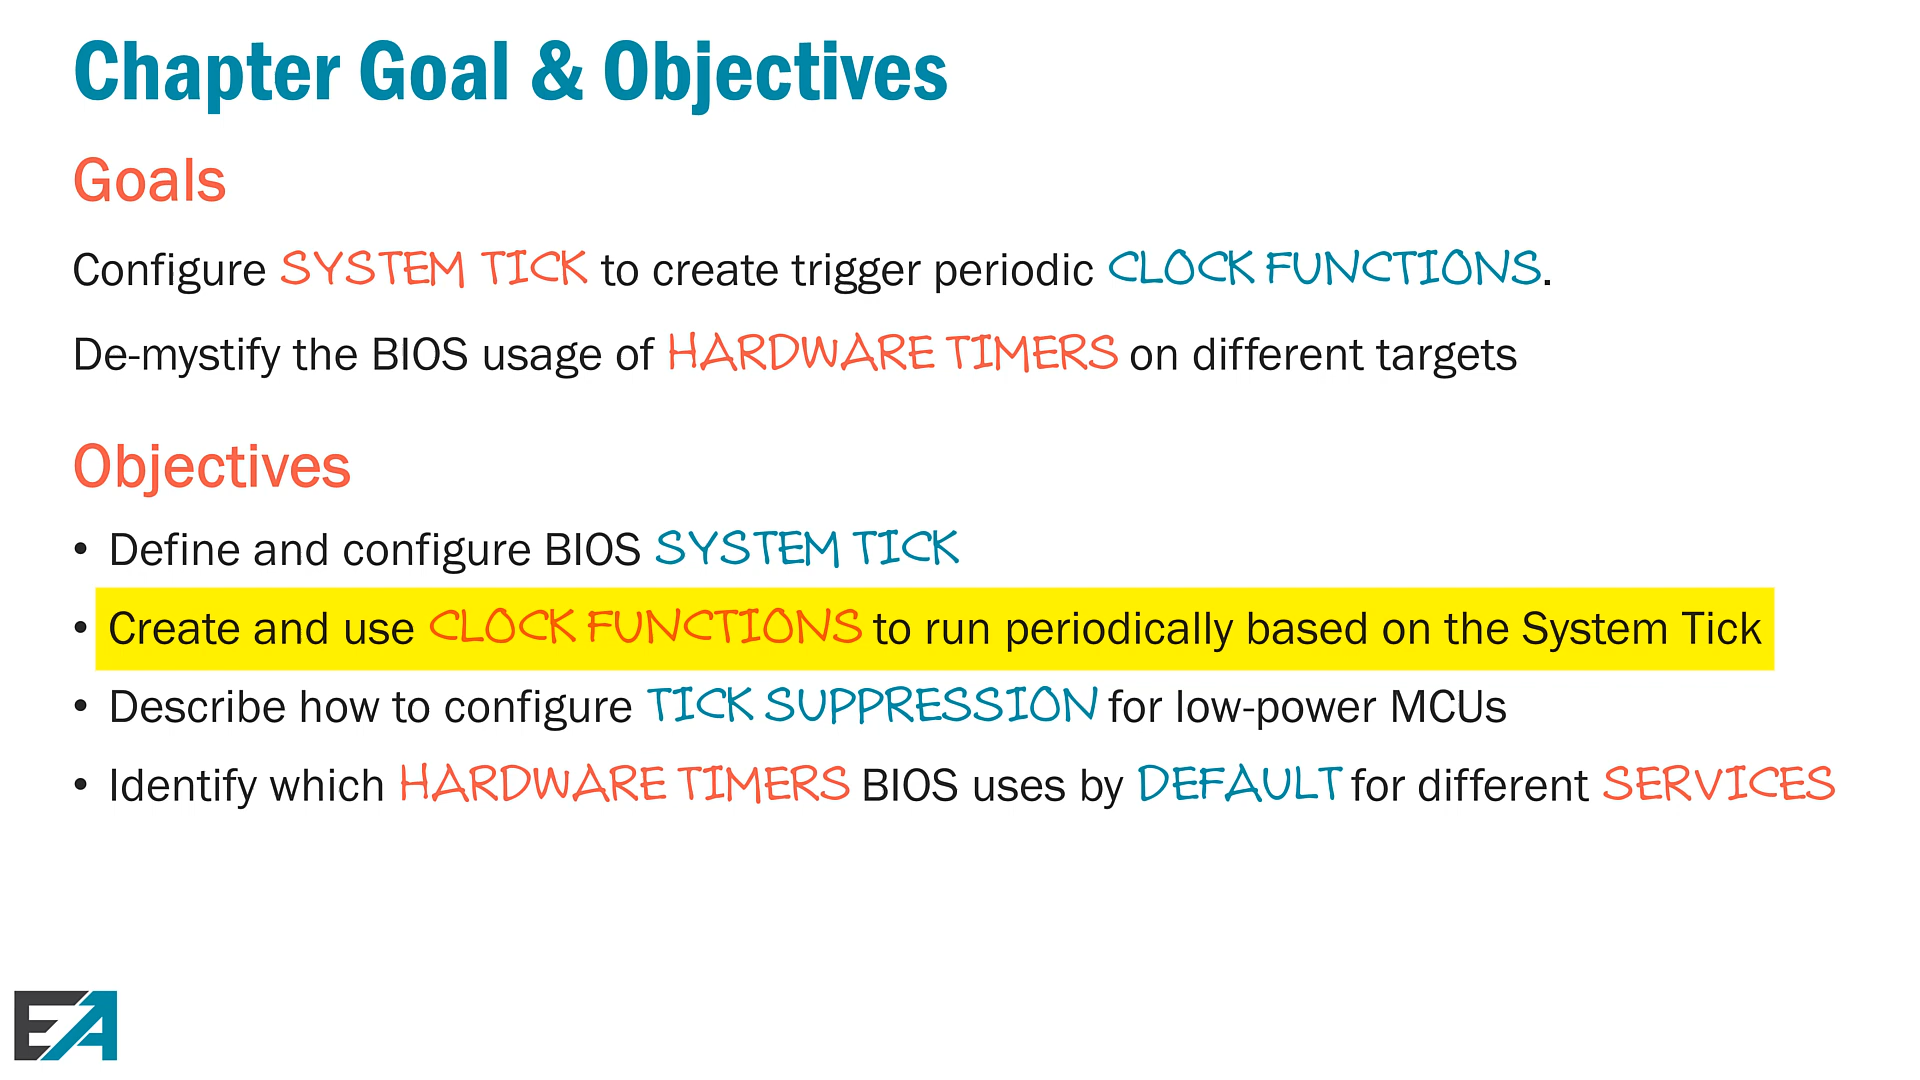 Chapter Goal & Objectives
Goals
Configure SYSTEM TICK to create trigger periodic CLOCK FUNCTIONS.
De-mystify the BIOS usage of HARDWARE TIMERS on different targets
Objectives
• Define and configure BIOS SYSTEM TICK
• Create and use CLOCK FUNCTIONS to run periodically based on the System Tick
• Describe how to configure TICK SUPPRESSION for low-power MCUs
• Identify which HARDWARE TIMERS BIOS uses by DEFAULT for different SERVICES
EA